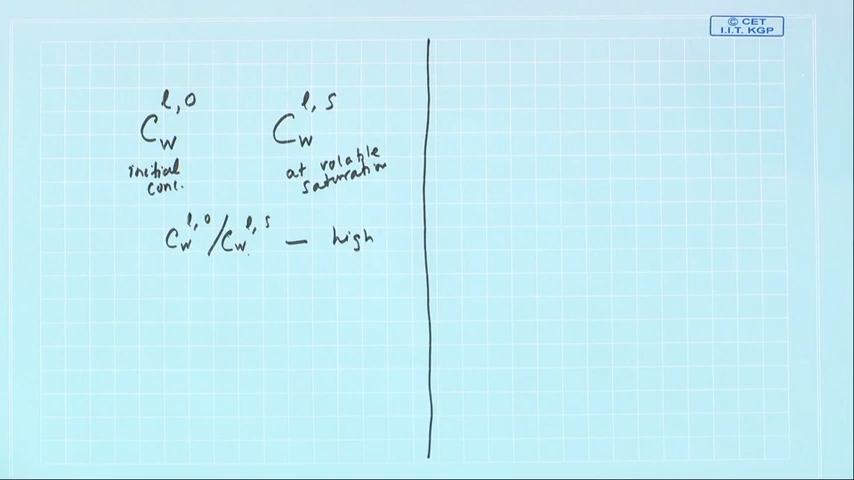 © CET
I.I.T. KGP
C_w^{l,0} C_w^{l,s}
initial at volatile
conc. saturation
C_w^{l,0}/C_w^{l,s} — high